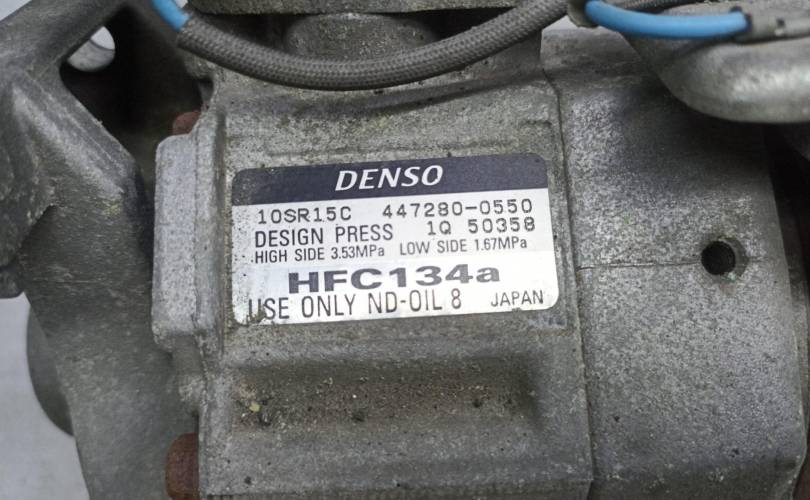 DENSO
10SR15C 447280-0550
DESIGN PRESS 1Q 50358
HIGH SIDE 3.53MPa LOW SIDE 1.67MPa
HFC134a
USE ONLY ND-OIL 8 JAPAN